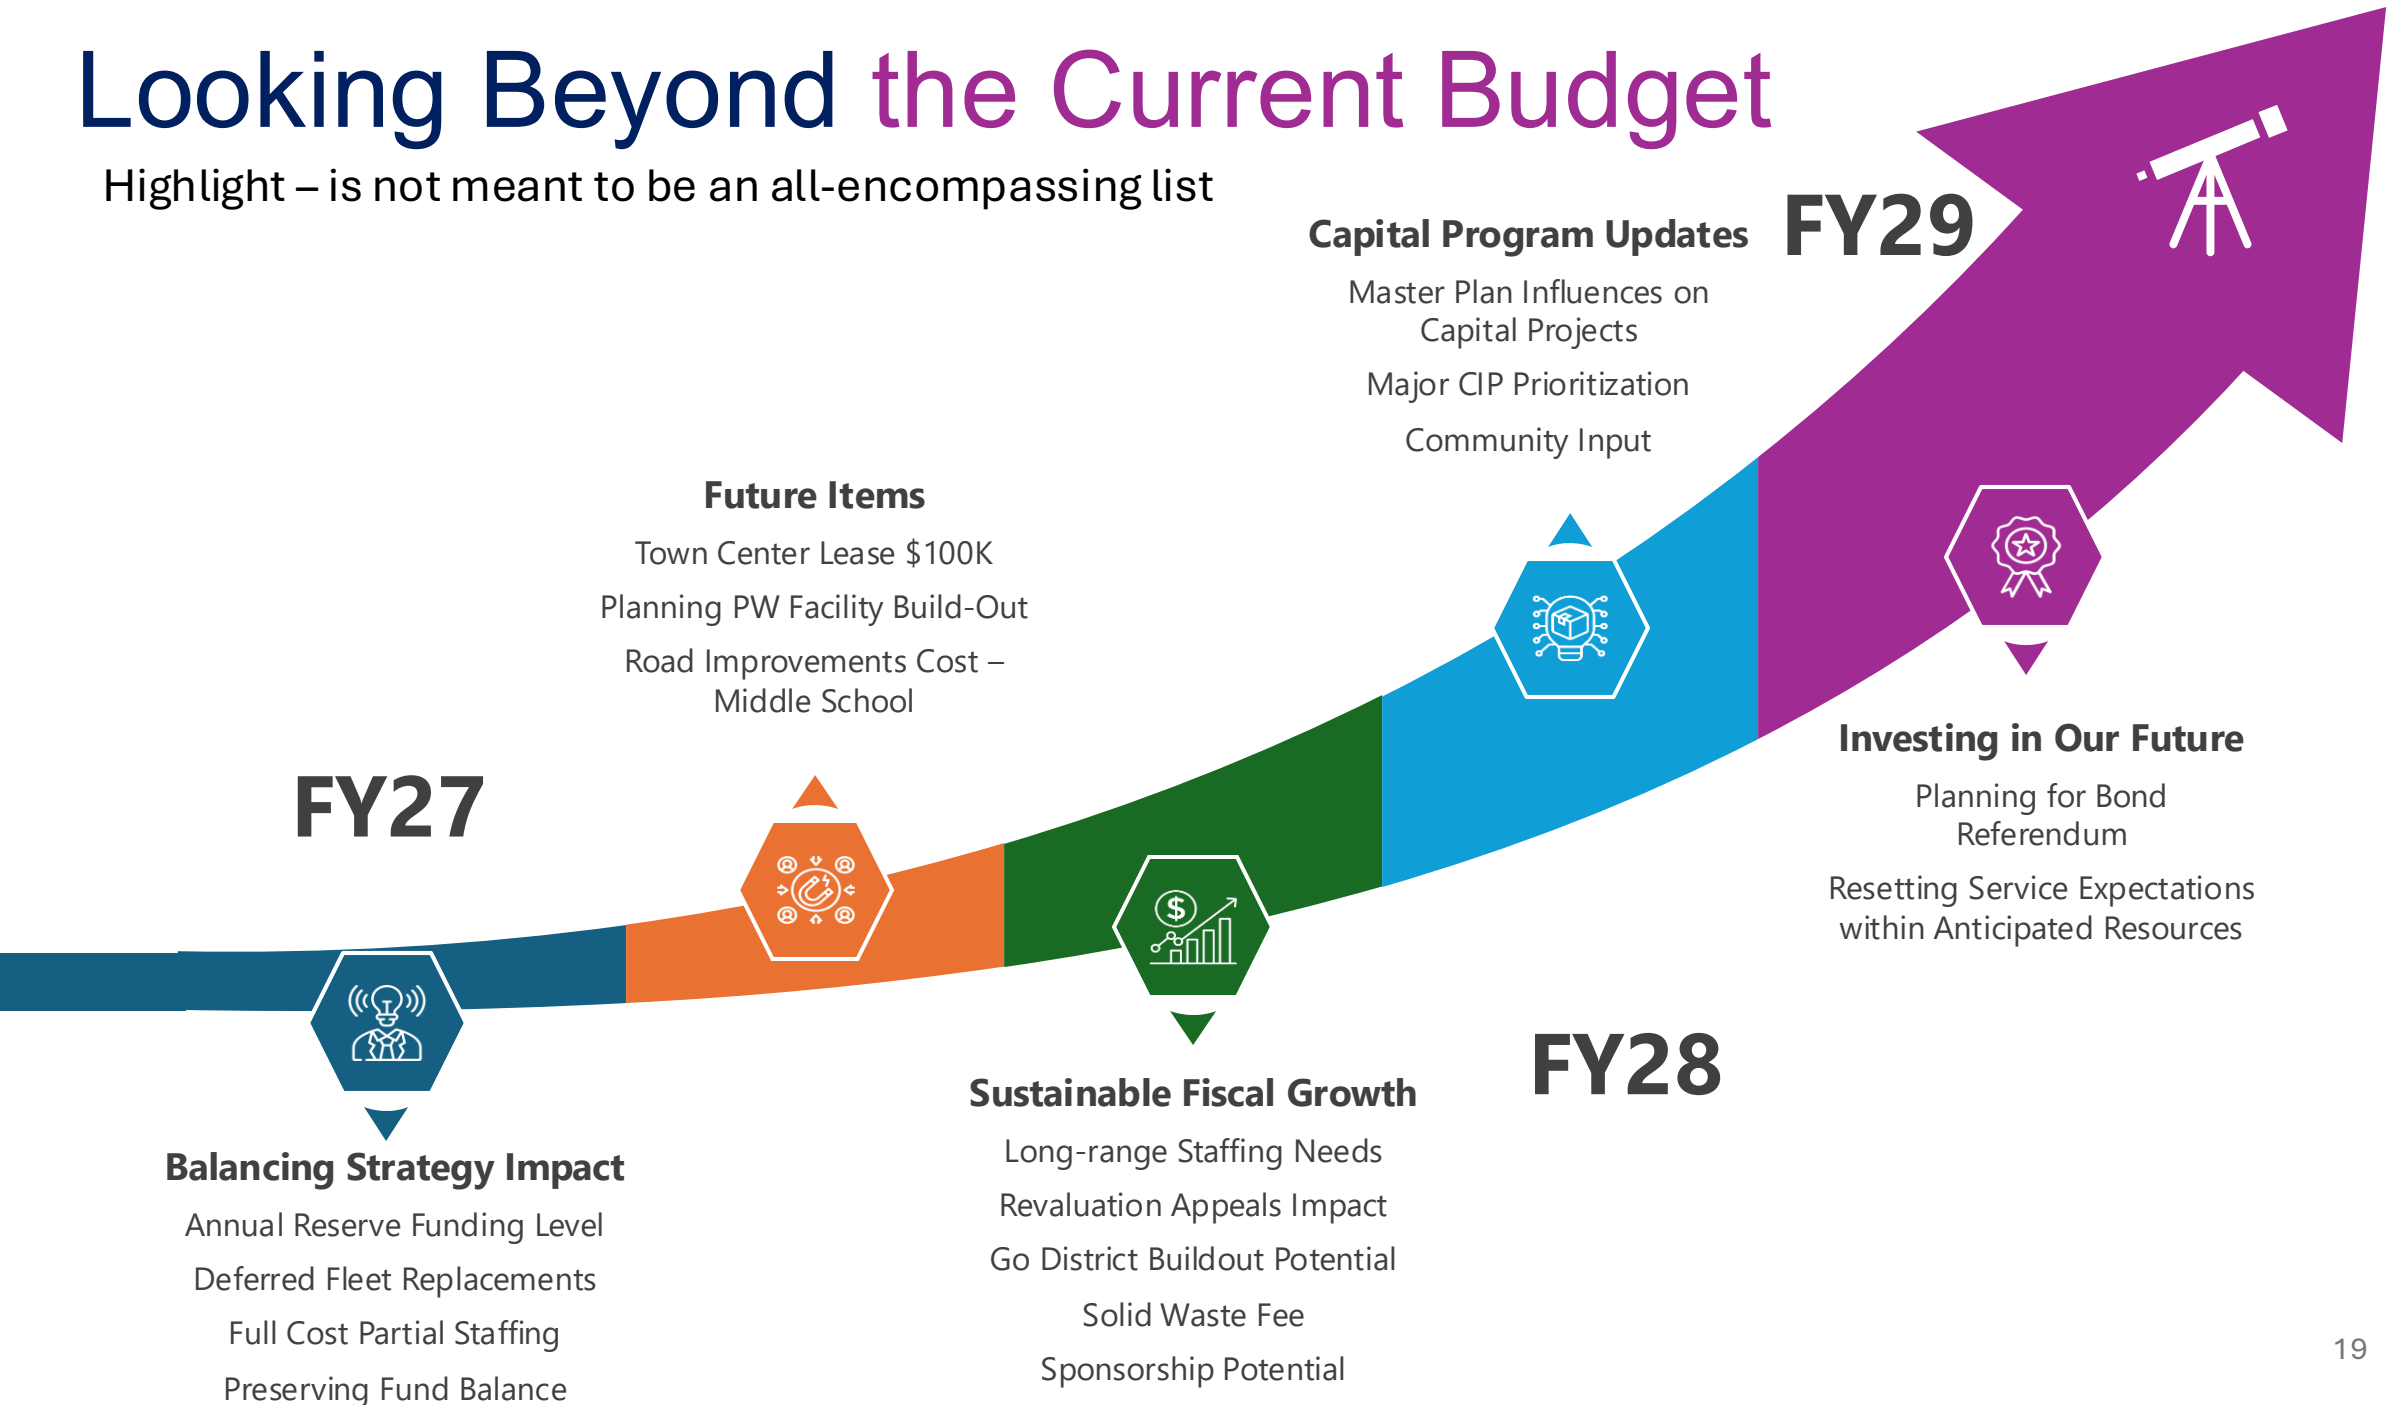 Looking Beyond the Current Budget
Highlight – is not meant to be an all-encompassing list
FY27
Balancing Strategy Impact
Annual Reserve Funding Level
Deferred Fleet Replacements
Full Cost Partial Staffing
Preserving Fund Balance
Future Items
Town Center Lease $100K
Planning PW Facility Build-Out
Road Improvements Cost –
Middle School
Sustainable Fiscal Growth
Long-range Staffing Needs
Revaluation Appeals Impact
Go District Buildout Potential
Solid Waste Fee
Sponsorship Potential
FY28
Capital Program Updates
Master Plan Influences on
Capital Projects
Major CIP Prioritization
Community Input
FY29
Investing in Our Future
Planning for Bond
Referendum
Resetting Service Expectations
within Anticipated Resources
$
19